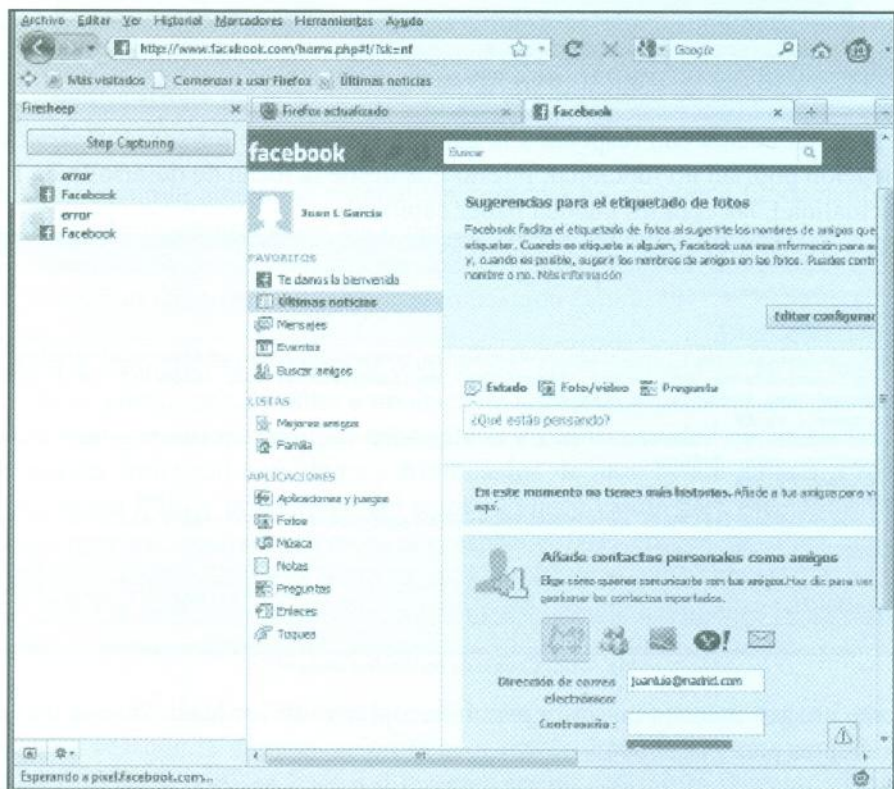 Archivo Editar Ver Historial Marcadores Herramientas Ayuda
http://www.facebook.com/home.php#!/?sk=nf
Google
Más visitados Comenzar a usar Firefox Últimas noticias
Firesheep
Firefox actualizado
facebook
Stop Capturing
error
Facebook
error
Facebook
facebook
Buscar
Juan L Garcia
FAVORITOS
Te damos la bienvenida
Últimas noticias
Mensajes
Eventos
Buscar amigos
LISTAS
Mejores amigos
Familia
APLICACIONES
Aplicaciones y juegos
Fotos
Música
Notas
Preguntas
Enlaces
Toques
Sugerencias para el etiquetado de fotos
Facebook facilita el etiquetado de fotos al sugerirte los nombres de amigos que
etiquetar. Cuando se etiqueta a alguien, Facebook usa esa información para
y, cuando es posible, sugerir los nombres de amigos en las fotos. Puedes contr
nombre o no. Más información
Editar configurac
Estado Foto/vídeo Pregunta
¿Qué estás pensando?
En este momento no tienes más historias. Añade a tus amigos para v
aquí.
Añade contactos personales como amigos
Elige cómo quieres comunicarte con tus amigos. Haz clic para ver
gestionar los contactos importados.
Dirección de correo
electrónico:
juanluis@madrid.com
Contraseña:
Esperando a pixel.facebook.com...